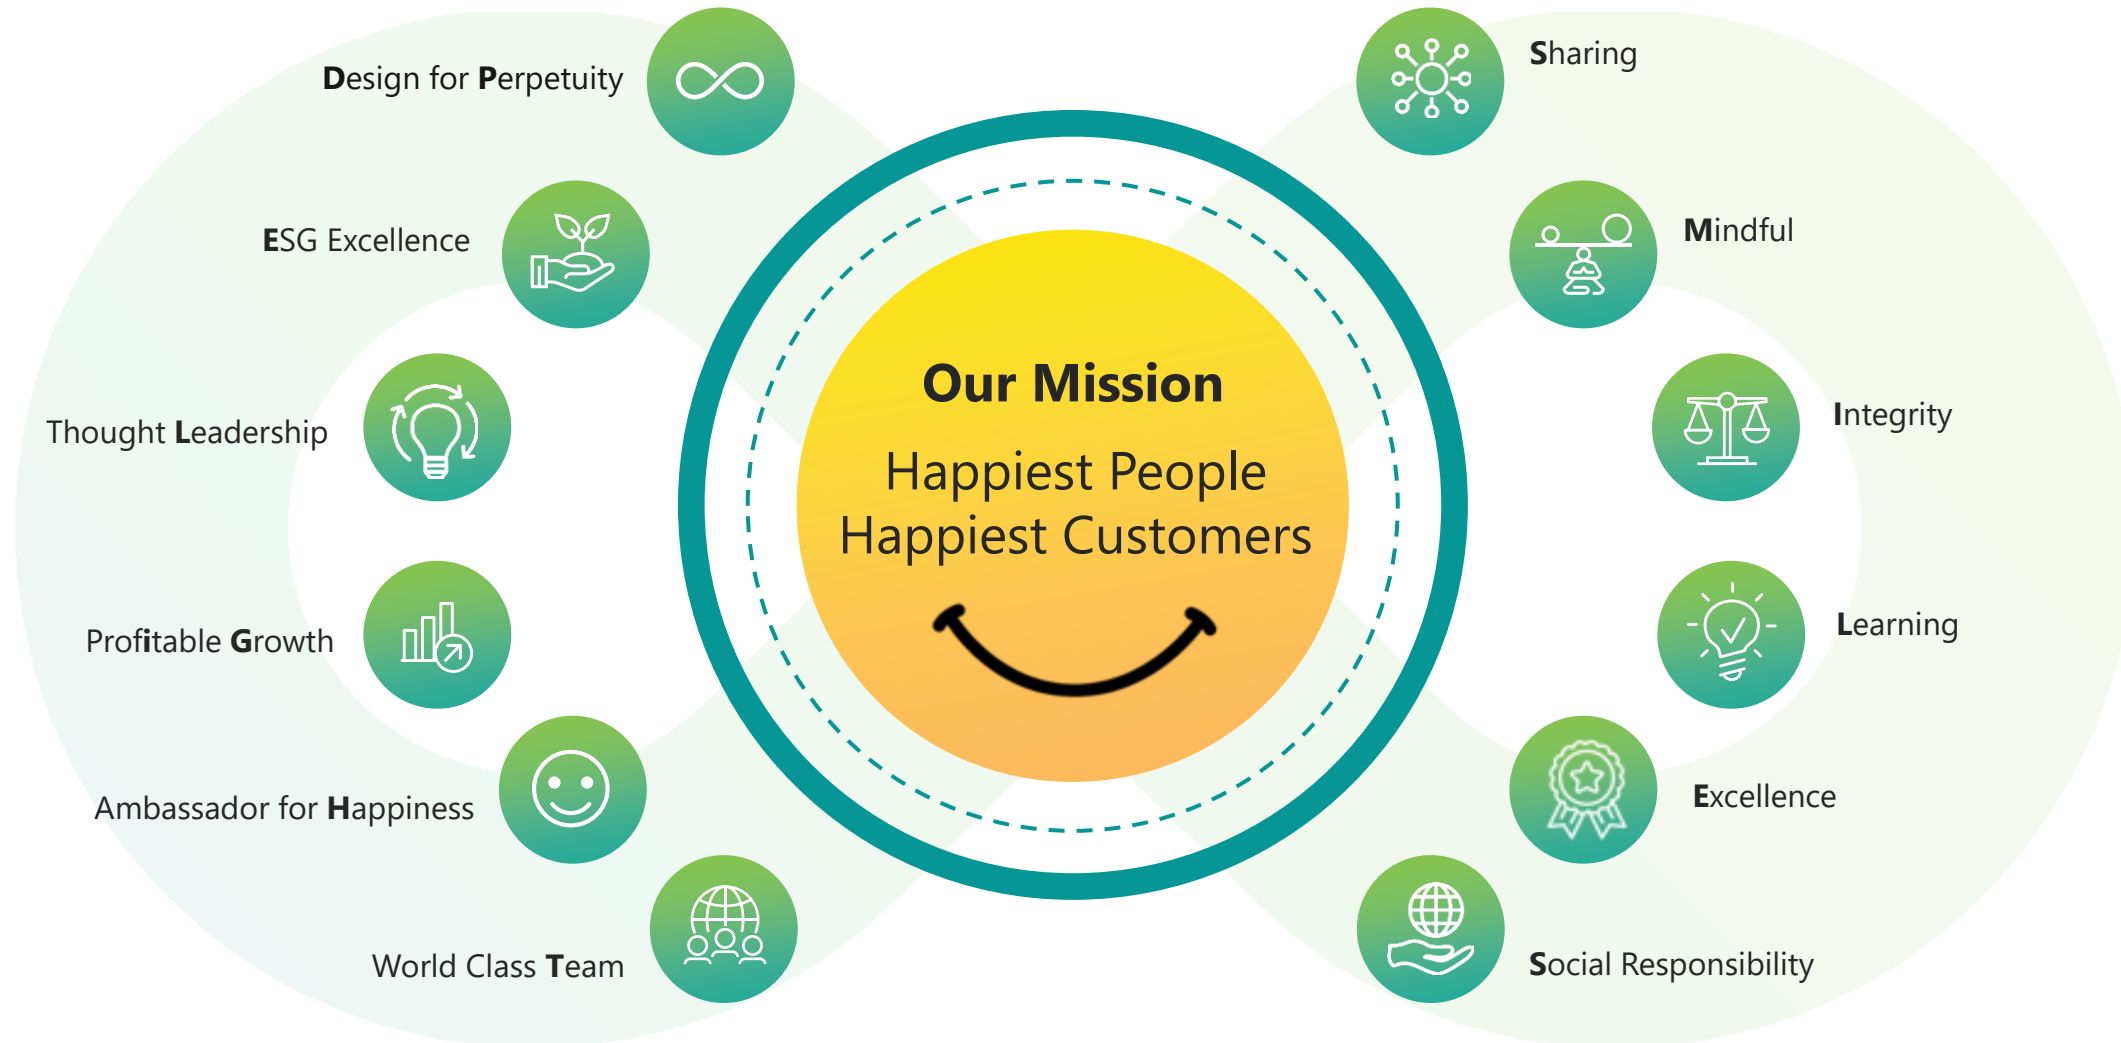 Design for Perpetuity
ESG Excellence
Thought Leadership
Profitable Growth
Ambassador for Happiness
World Class Team
Our Mission
Happiest People
Happiest Customers
Sharing
Mindful
Integrity
Learning
Excellence
Social Responsibility